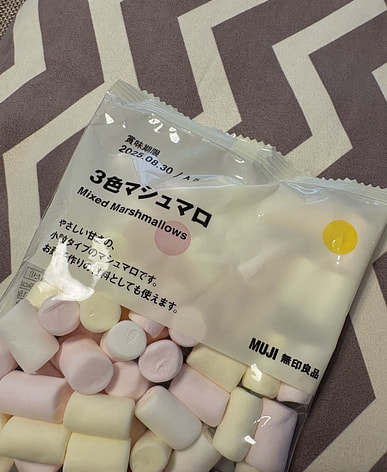 賞味期限
2025.08.30
3色マシュマロ
Mixed Marshmallows
やさしい甘さの、
小粒タイプのマシュマロです。
お菓子作りの材料としても使えます。
MUJI 無印良品